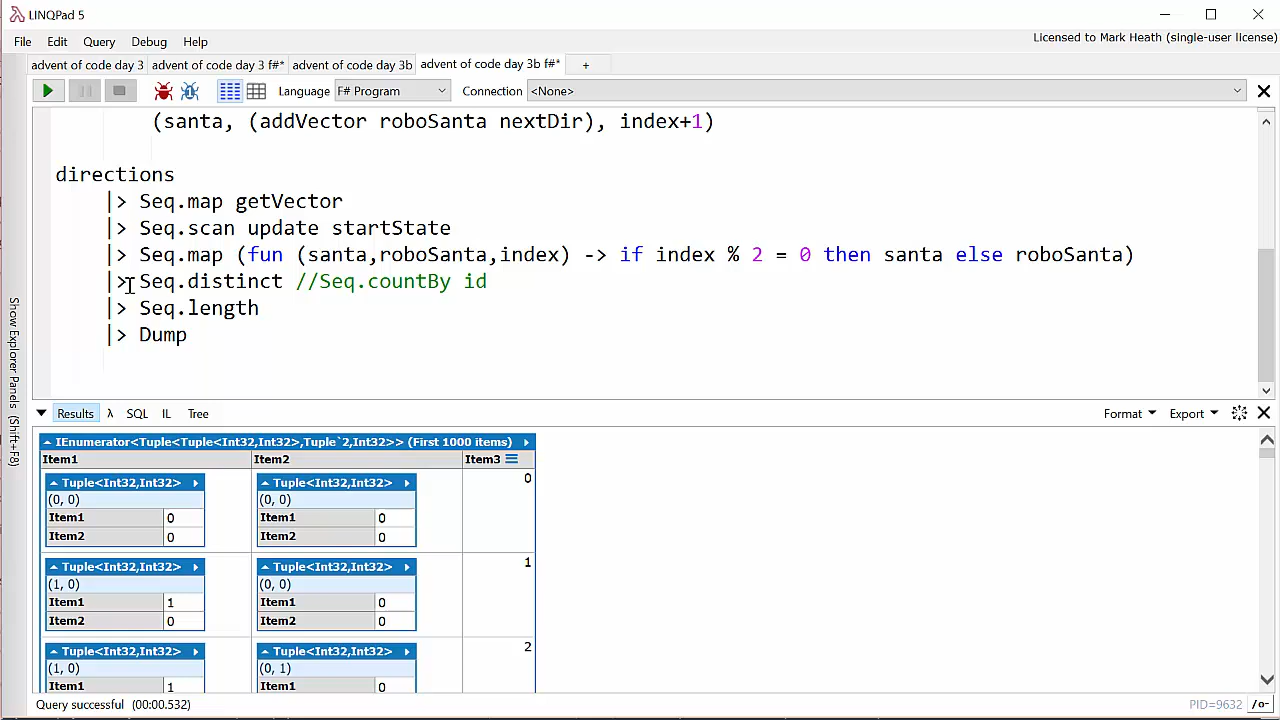 LINQPad 5
File Edit Query Debug Help
Licensed to Mark Heath (single-user license)
advent of code day 3 advent of code day 3 f#* advent of code day 3b advent of code day 3b f#* +
Language F# Program Connection <None>
(santa, (addVector roboSanta nextDir), index+1)
directions
|> Seq.map getVector
|> Seq.scan update startState
|> Seq.map (fun (santa,roboSanta,index) -> if index % 2 = 0 then santa else roboSanta)
|> Seq.distinct //Seq.countBy id
|> Seq.length
|> Dump
Show Explorer Panels (Shift+F8)
Results λ SQL IL Tree
Format Export
IEnumerator<Tuple<Tuple<Int32,Int32>,Tuple`2,Int32>> (First 1000 items)
Item1 Item2 Item3
Tuple<Int32,Int32> Tuple<Int32,Int32> 0
(0, 0) (0, 0)
Item1 0 Item1 0
Item2 0 Item2 0
Tuple<Int32,Int32> Tuple<Int32,Int32> 1
(1, 0) (0, 0)
Item1 1 Item1 0
Item2 0 Item2 0
Tuple<Int32,Int32> Tuple<Int32,Int32> 2
(1, 0) (0, 1)
Item1 1 Item1 0
Query successful (00:00.532)
PID=9632 /o-